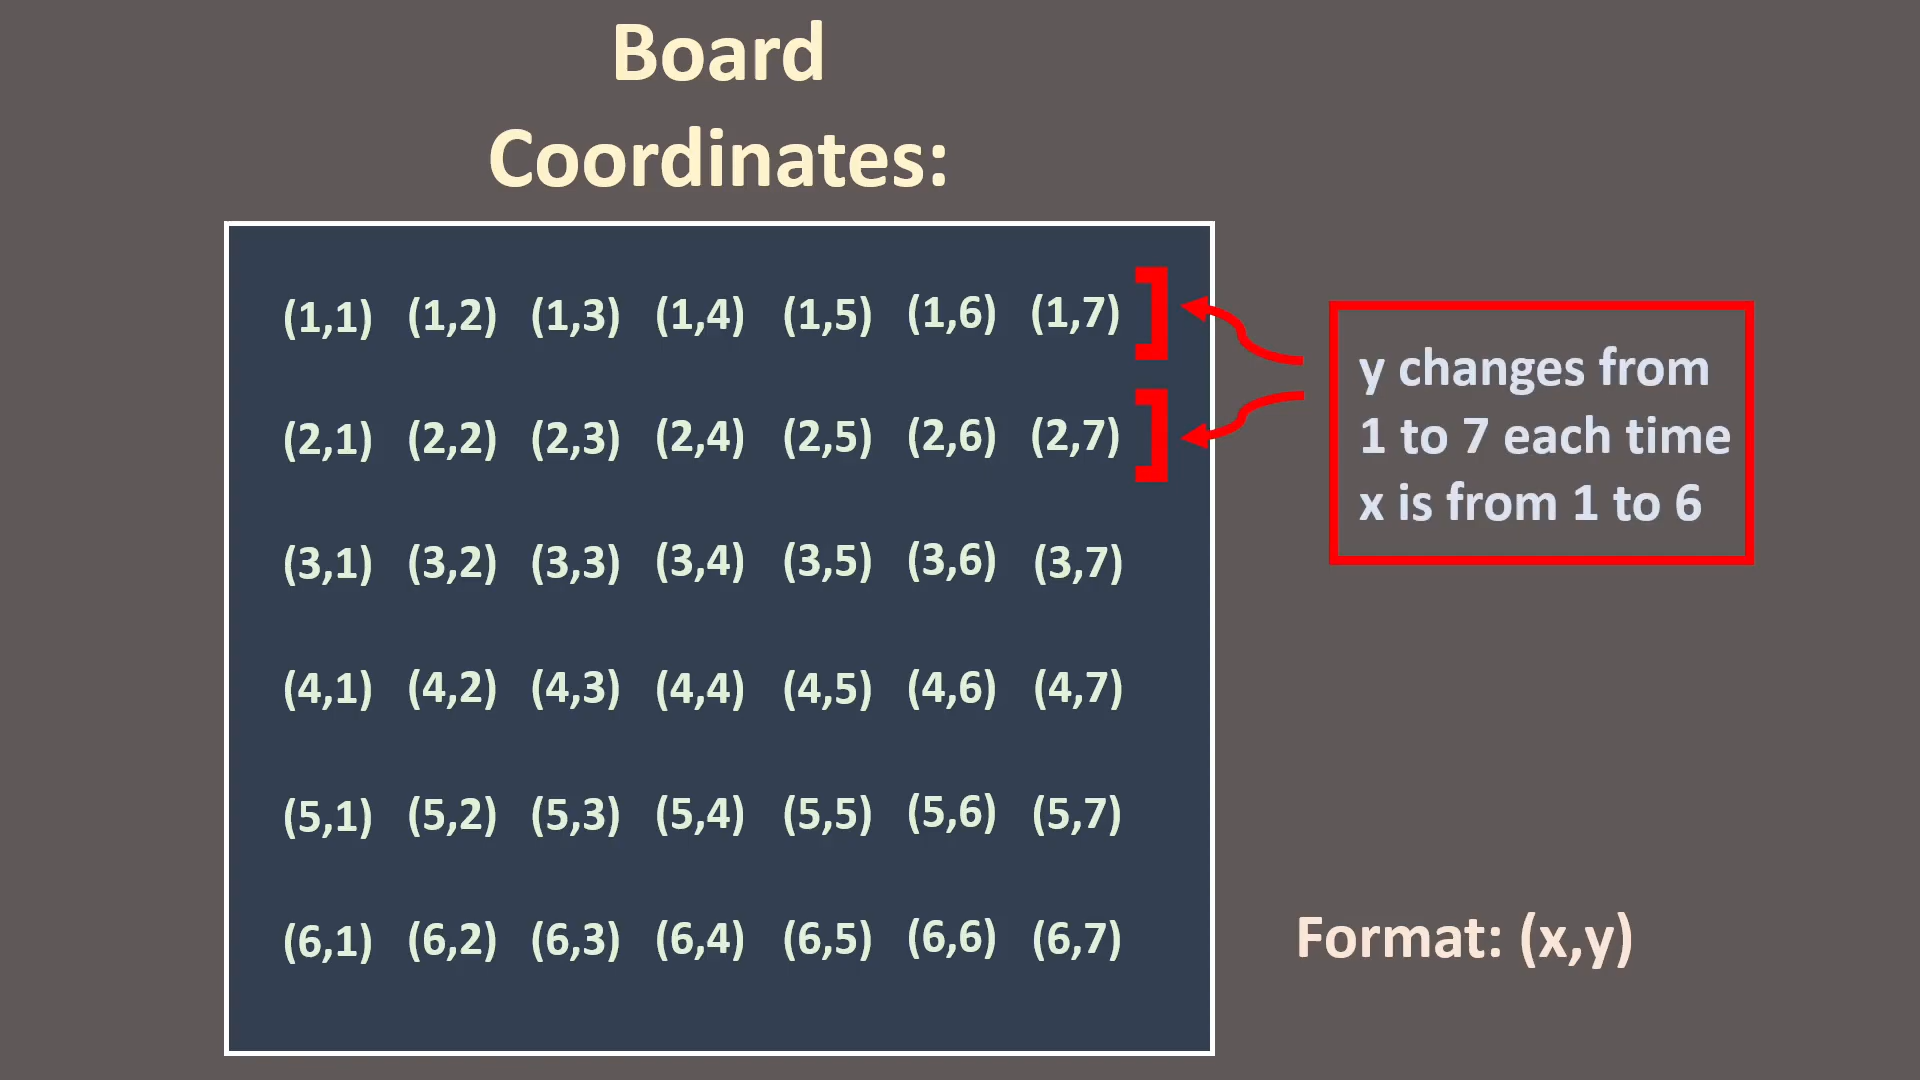 Board
Coordinates:
(1,1) (1,2) (1,3) (1,4) (1,5) (1,6) (1,7)
(2,1) (2,2) (2,3) (2,4) (2,5) (2,6) (2,7)
(3,1) (3,2) (3,3) (3,4) (3,5) (3,6) (3,7)
(4,1) (4,2) (4,3) (4,4) (4,5) (4,6) (4,7)
(5,1) (5,2) (5,3) (5,4) (5,5) (5,6) (5,7)
(6,1) (6,2) (6,3) (6,4) (6,5) (6,6) (6,7)
y changes from
1 to 7 each time
x is from 1 to 6
Format: (x,y)